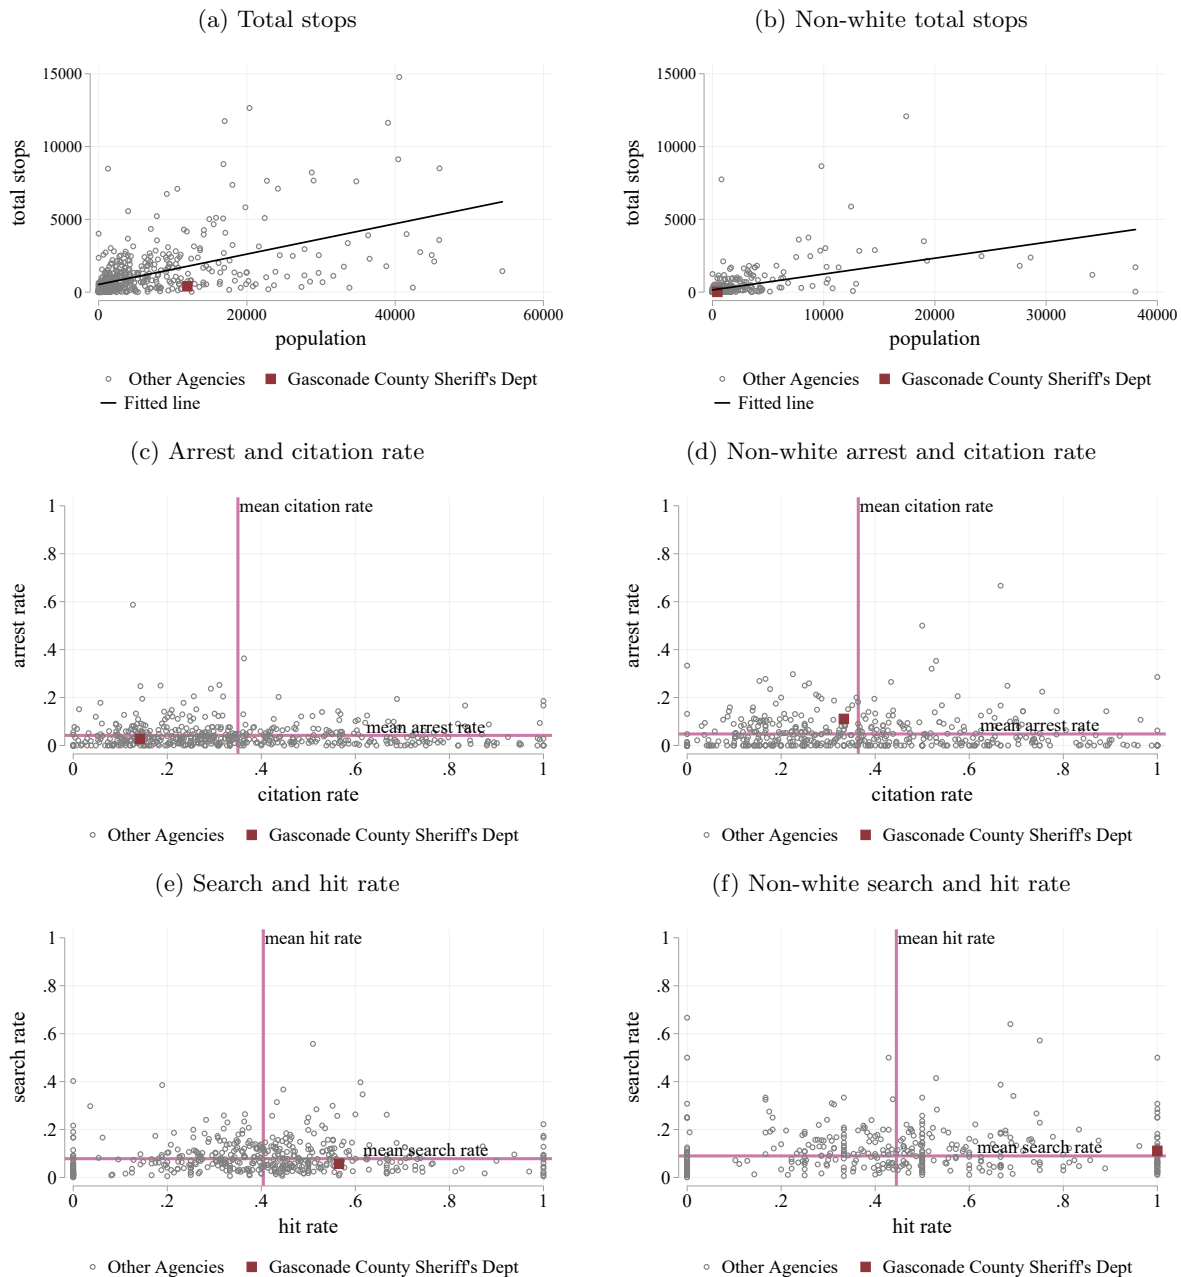 (a) Total stops
(b) Non-white total stops
15000
10000
5000
0
total stops
0
20000
40000
60000
population
Other Agencies
Gasconade County Sheriff's Dept
Fitted line
15000
10000
5000
0
total stops
0
10000
20000
30000
40000
population
Other Agencies
Gasconade County Sheriff's Dept
Fitted line
(c) Arrest and citation rate
(d) Non-white arrest and citation rate
1
.8
.6
.4
.2
0
arrest rate
mean citation rate
mean arrest rate
0
.2
.4
.6
.8
1
citation rate
Other Agencies
Gasconade County Sheriff's Dept
1
.8
.6
.4
.2
0
arrest rate
mean citation rate
mean arrest rate
0
.2
.4
.6
.8
1
citation rate
Other Agencies
Gasconade County Sheriff's Dept
(e) Search and hit rate
(f) Non-white search and hit rate
1
.8
.6
.4
.2
0
search rate
mean hit rate
mean search rate
0
.2
.4
.6
.8
1
hit rate
Other Agencies
Gasconade County Sheriff's Dept
1
.8
.6
.4
.2
0
search rate
mean hit rate
mean search rate
0
.2
.4
.6
.8
1
hit rate
Other Agencies
Gasconade County Sheriff's Dept